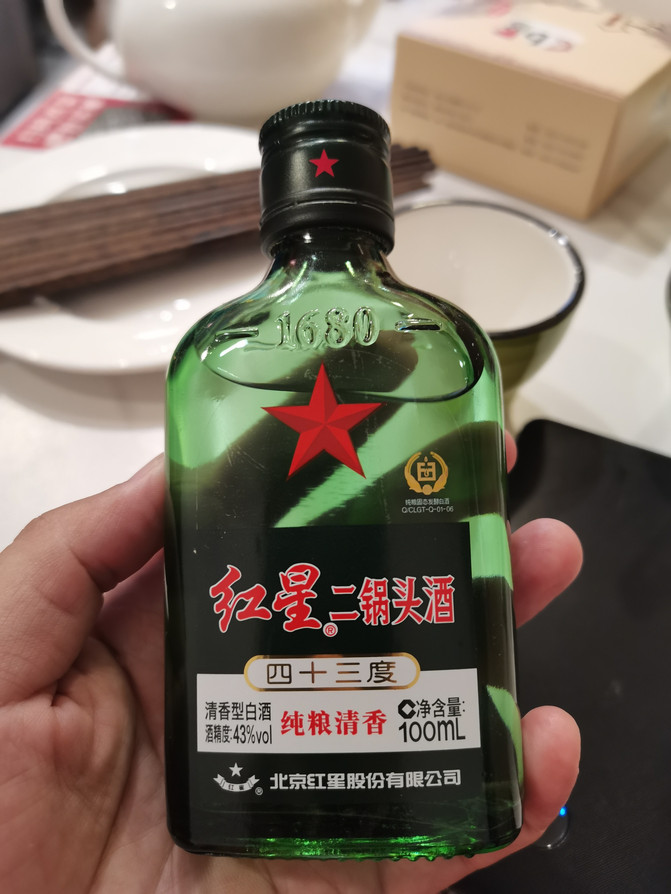 — 1680 —
纯粮固态发酵白酒
Q/CLGT-Q-01-06
红星®二锅头酒
四十三度
清香型白酒
酒精度:43%vol
纯粮清香
净含量:
100mL
红星®
北京红星股份有限公司